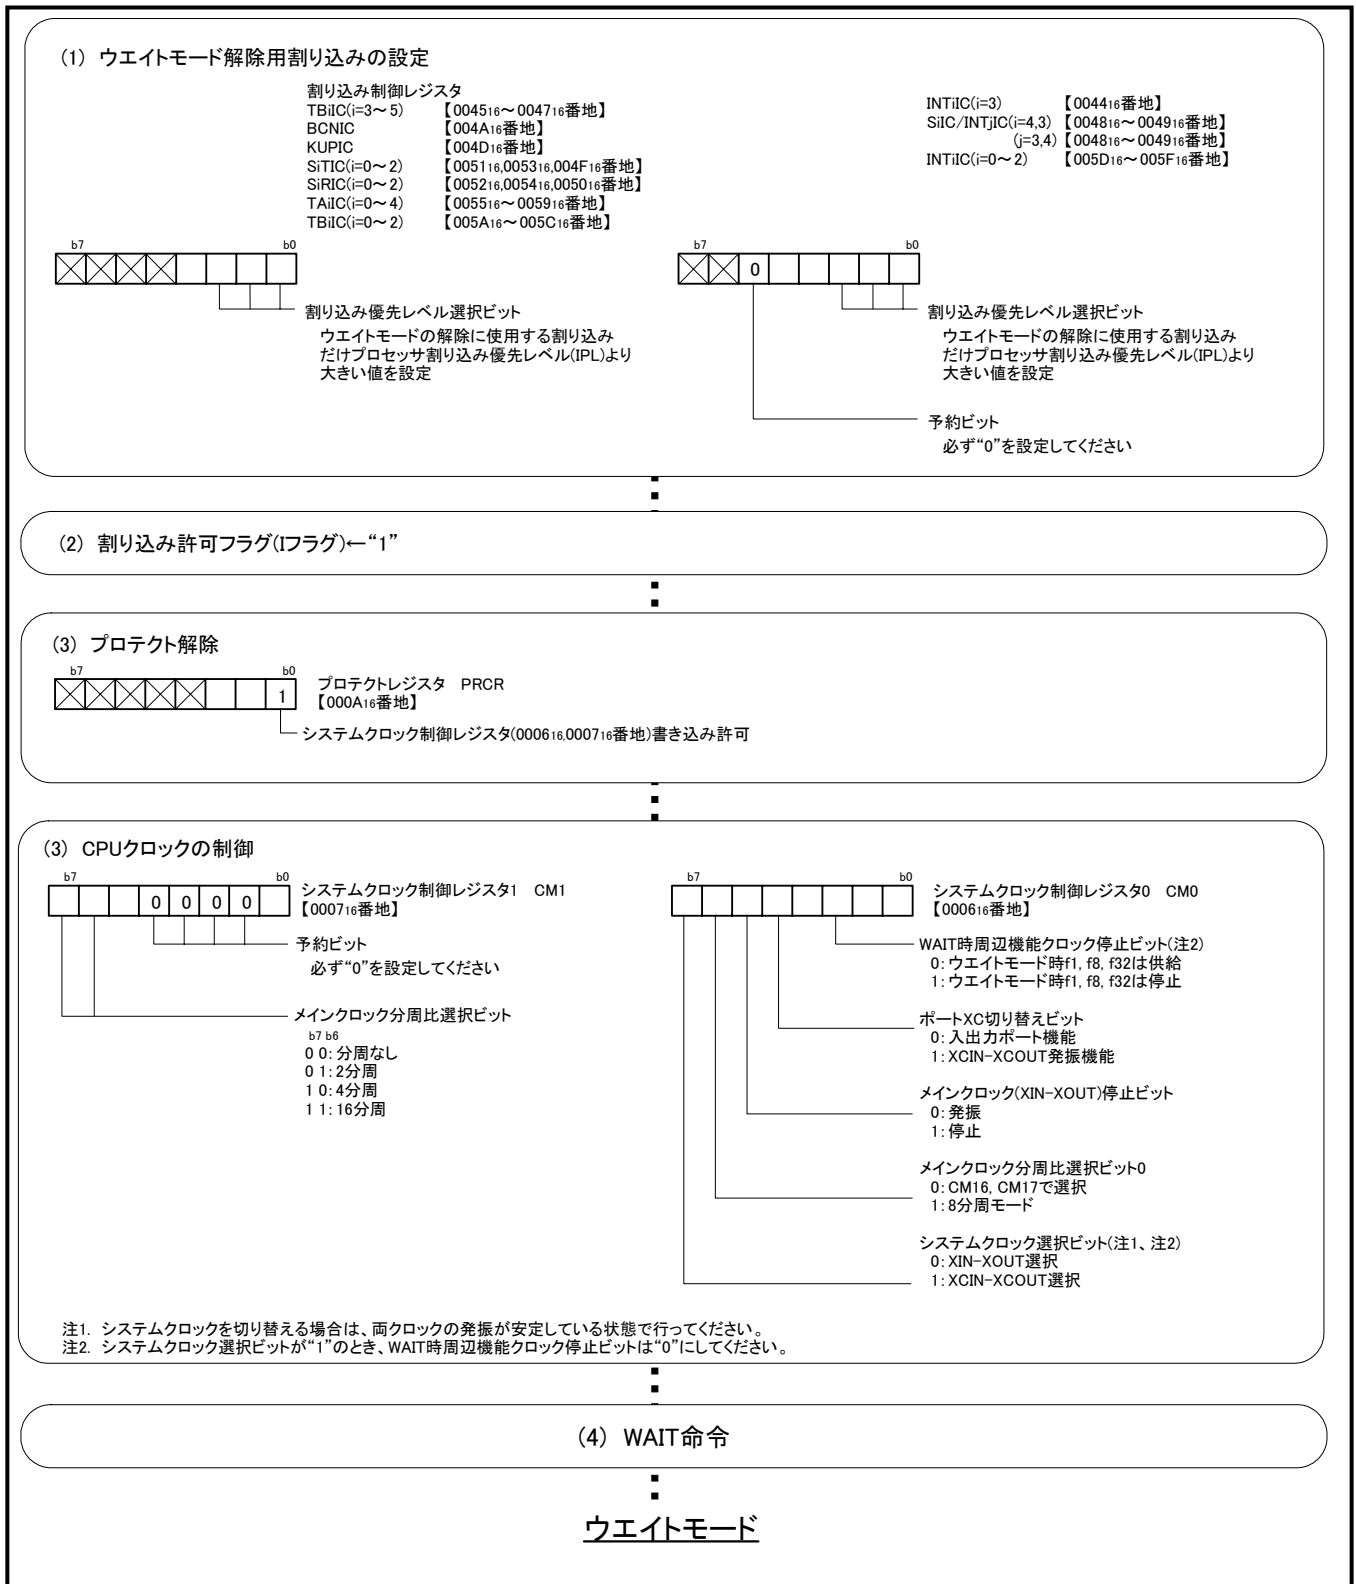 (1) ウエイトモード解除用割り込みの設定
割り込み制御レジスタ
TBiIC(i=3～5) 【004516～004716番地】
BCNIC 【004A16番地】
KUPIC 【004D16番地】
SiTIC(i=0～2) 【005116,005316,004F16番地】
SiRIC(i=0～2) 【005216,005416,005016番地】
TAiIC(i=0～4) 【005516～005916番地】
TBiIC(i=0～2) 【005A16～005C16番地】
INTiIC(i=3) 【004416番地】
SiIC/INTjIC(i=4,3) 【004816～004916番地】
(j=3,4) 【004816～004916番地】
INTiIC(i=0～2) 【005D16～005F16番地】
b7 b0
割り込み優先レベル選択ビット
ウエイトモードの解除に使用する割り込み
だけプロセッサ割り込み優先レベル(IPL)より
大きい値を設定
b7 b0
0
割り込み優先レベル選択ビット
ウエイトモードの解除に使用する割り込み
だけプロセッサ割り込み優先レベル(IPL)より
大きい値を設定
予約ビット
必ず“0”を設定してください
(2) 割り込み許可フラグ(Iフラグ)←“1”
(3) プロテクト解除
b7 b0
1
プロテクトレジスタ PRCR
【000A16番地】
システムクロック制御レジスタ(000616,000716番地)書き込み許可
(3) CPUクロックの制御
b7 b0
0 0 0 0
システムクロック制御レジスタ1 CM1
【000716番地】
予約ビット
必ず“0”を設定してください
メインクロック分周比選択ビット
b7 b6
0 0: 分周なし
0 1: 2分周
1 0: 4分周
1 1: 16分周
b7 b0
システムクロック制御レジスタ0 CM0
【000616番地】
WAIT時周辺機能クロック停止ビット(注2)
0: ウエイトモード時f1, f8, f32は供給
1: ウエイトモード時f1, f8, f32は停止
ポートXC切り替えビット
0: 入出力ポート機能
1: XCIN-XCOUT発振機能
メインクロック(XIN-XOUT)停止ビット
0: 発振
1: 停止
メインクロック分周比選択ビット0
0: CM16, CM17で選択
1: 8分周モード
システムクロック選択ビット(注1、注2)
0: XIN-XOUT選択
1: XCIN-XCOUT選択
注1. システムクロックを切り替える場合は、両クロックの発振が安定している状態で行ってください。
注2. システムクロック選択ビットが“1”のとき、WAIT時周辺機能クロック停止ビットは“0”にしてください。
(4) WAIT命令
ウエイトモード